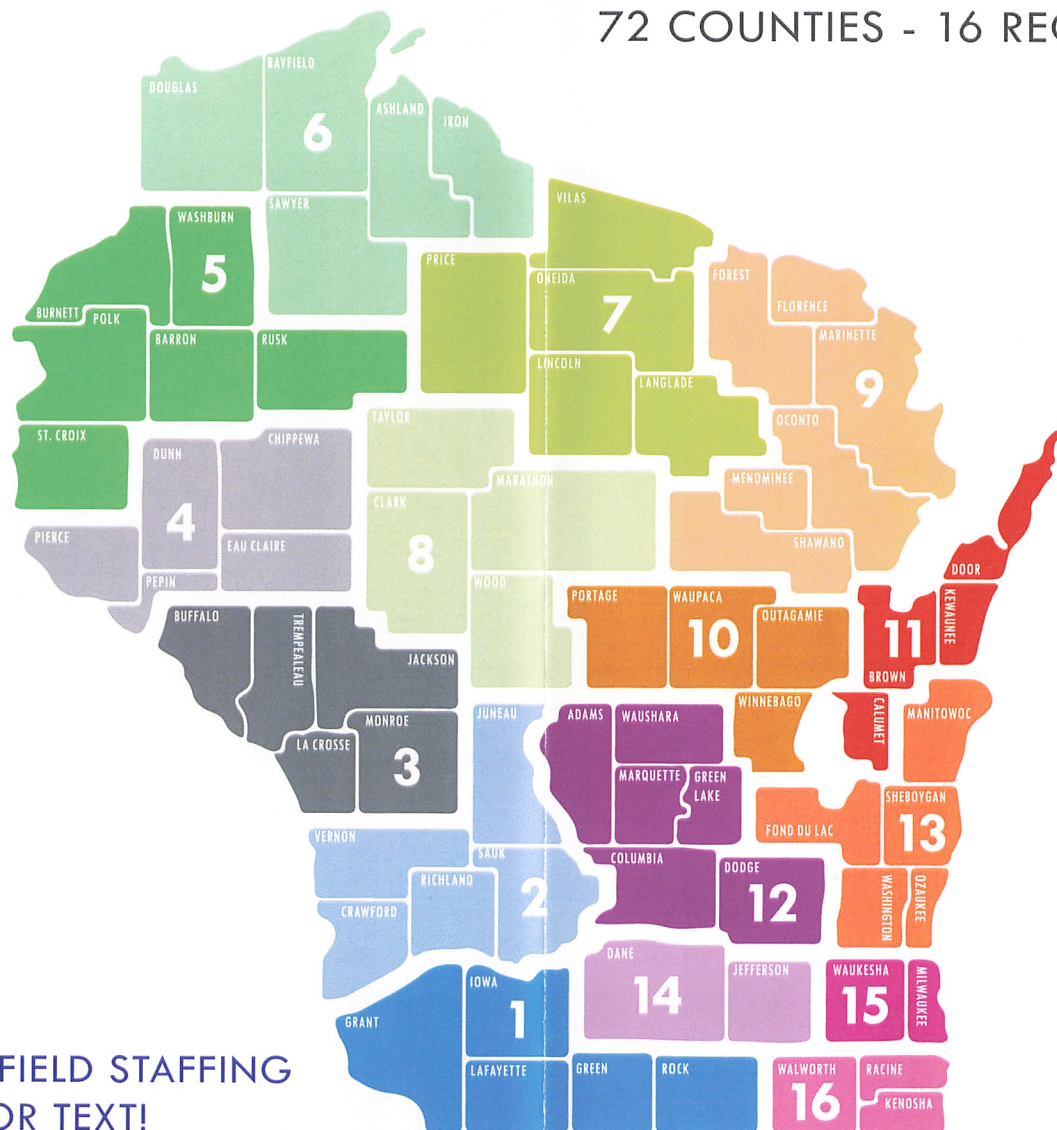 72 COUNTIES - 16 REG
BAYFIELD
DOUGLAS
ASHLAND
IRON
6
SAWYER
VILAS
WASHBURN
5
PRICE
ONEIDA
FOREST
FLORENCE
BURNETT
POLK
7
BARRON
RUSK
LINCOLN
MARINETTE
LANGLADE
9
TAYLOR
OCONTO
ST. CROIX
CHIPPEWA
DUNN
MARATHON
MENOMINEE
CLARK
4
PIERCE
EAU CLAIRE
8
SHAWANO
PEPIN
WOOD
DOOR
BUFFALO
TREMPEALEAU
PORTAGE
WAUPACA
OUTAGAMIE
KEWAUNEE
10
11
JACKSON
BROWN
MONROE
JUNEAU
ADAMS
WAUSHARA
WINNEBAGO
CALUMET
MANITOWOC
LA CROSSE
3
MARQUETTE
GREEN
LAKE
SHEBOYGAN
VERNON
FOND DU LAC
13
SAUK
COLUMBIA
DODGE
RICHLAND
2
12
WASHINGTON
OZAUKEE
CRAWFORD
DANE
JEFFERSON
WAUKESHA
MILWAUKEE
IOWA
14
15
GRANT
1
LAFAYETTE
GREEN
ROCK
WALWORTH
RACINE
16
KENOSHA
FIELD STAFFING
OR TEXT!